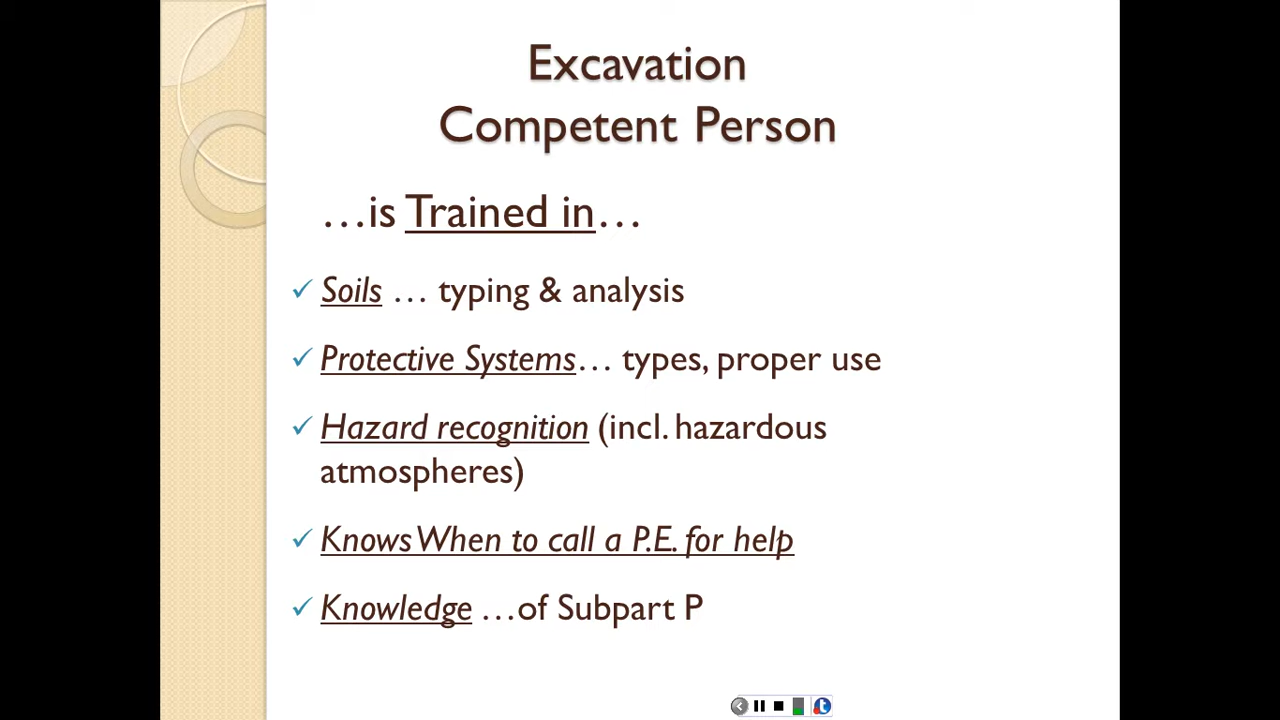 Excavation
Competent Person
…is Trained in…
✓ Soils … typing & analysis
✓ Protective Systems… types, proper use
✓ Hazard recognition (incl. hazardous
atmospheres)
✓ Knows When to call a P.E. for help
✓ Knowledge …of Subpart P
t